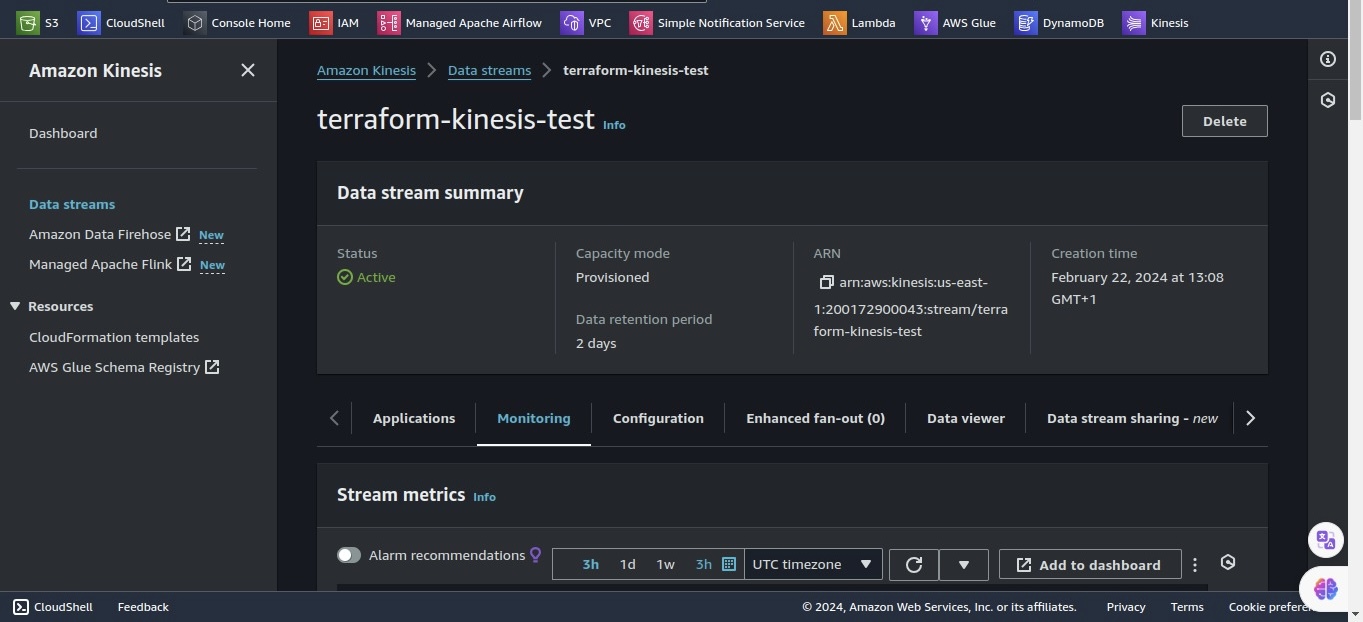 S3 CloudShell Console Home IAM Managed Apache Airflow VPC Simple Notification Service Lambda AWS Glue DynamoDB Kinesis
Amazon Kinesis
Dashboard
Data streams
Amazon Data Firehose New
Managed Apache Flink New
Resources
CloudFormation templates
AWS Glue Schema Registry
Amazon Kinesis > Data streams > terraform-kinesis-test
terraform-kinesis-test Info
Delete
Data stream summary
Status
Active
Capacity mode
Provisioned
Data retention period
2 days
ARN
arn:aws:kinesis:us-east-
1:200172900043:stream/terra
form-kinesis-test
Creation time
February 22, 2024 at 13:08
GMT+1
Applications Monitoring Configuration Enhanced fan-out (0) Data viewer Data stream sharing - new
Stream metrics Info
Alarm recommendations 3h 1d 1w 3h UTC timezone Add to dashboard
CloudShell Feedback © 2024, Amazon Web Services, Inc. or its affiliates. Privacy Terms Cookie prefere